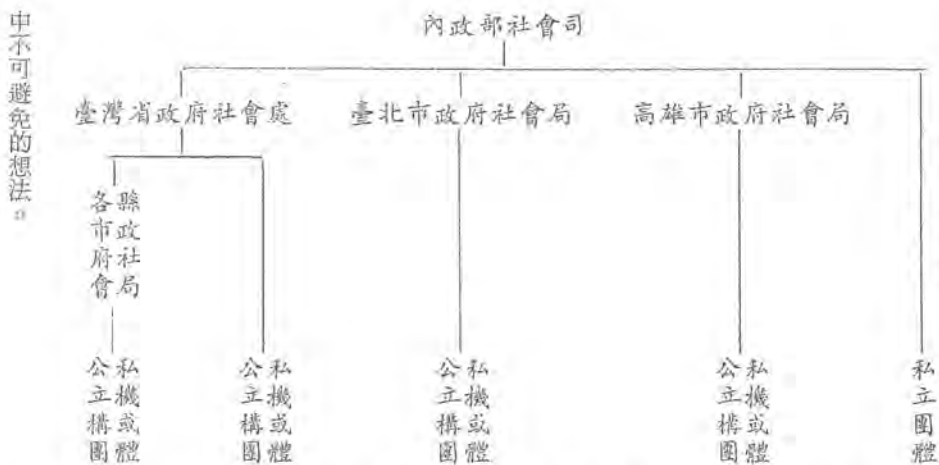 內政部社會司
臺灣省政府社會處
臺北市政府社會局
高雄市政府社會局
各縣市政府社會局
公私立機構或團體
公私立機構或團體
公私立機構或團體
公私立機構或團體
私立團體
中不可避免的想法。